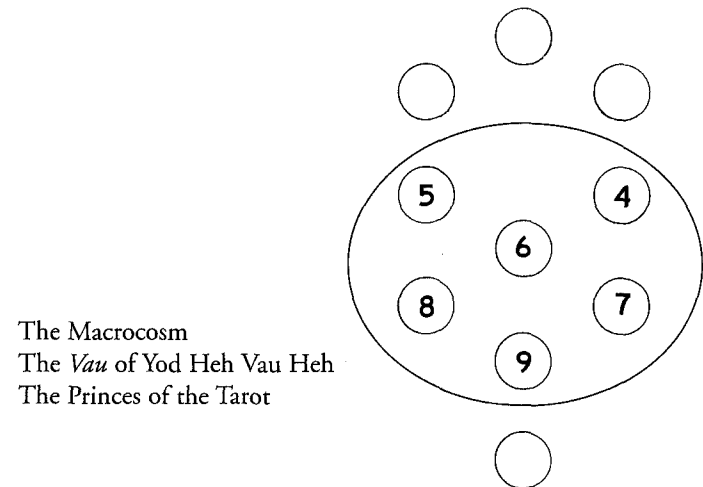 5 4
6
8 7
The Macrocosm
The Vau of Yod Heh Vau Heh
9
The Princes of the Tarot